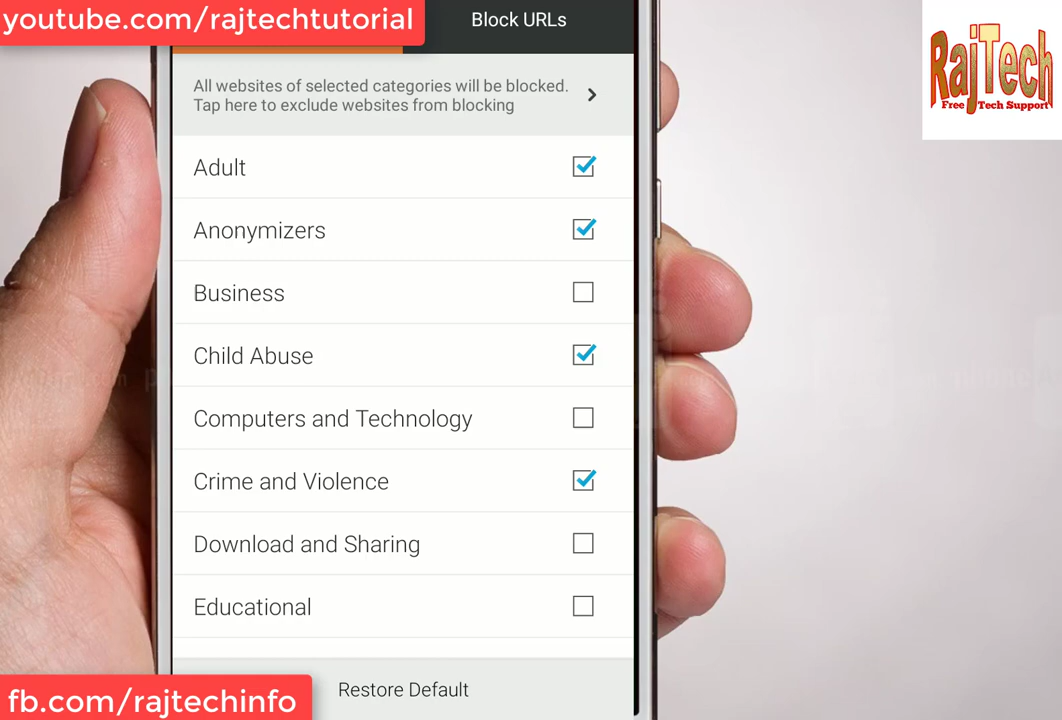 youtube.com/rajtechtutorial
Block URLs
RajTech
Free Tech Support
All websites of selected categories will be blocked.
Tap here to exclude websites from blocking
Adult
Anonymizers
Business
Child Abuse
Computers and Technology
Crime and Violence
Download and Sharing
Educational
Restore Default
fb.com/rajtechinfo